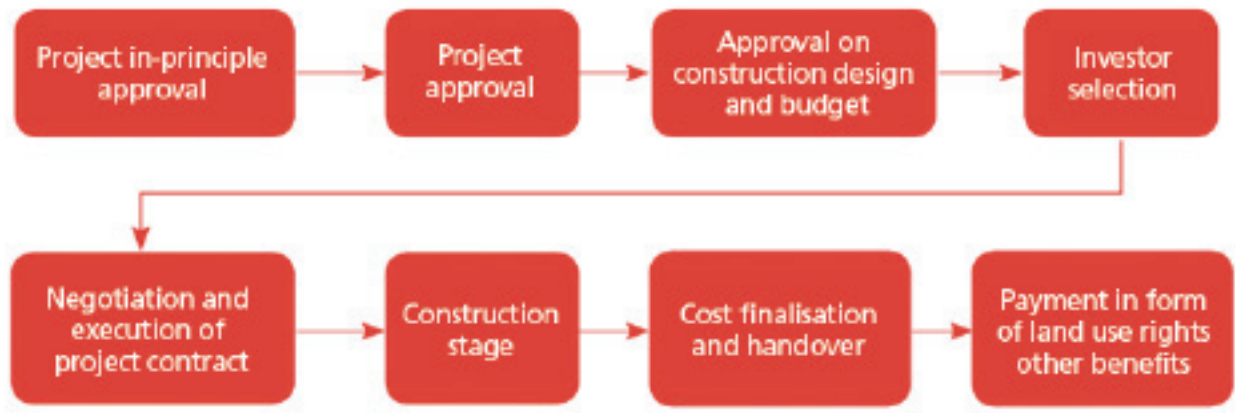 Project in-principle
approval
Project
approval
Approval on
construction design
and budget
Investor
selection
Negotiation and
execution of
project contract
Construction
stage
Cost finalisation
and handover
Payment in form
of land use rights
other benefits